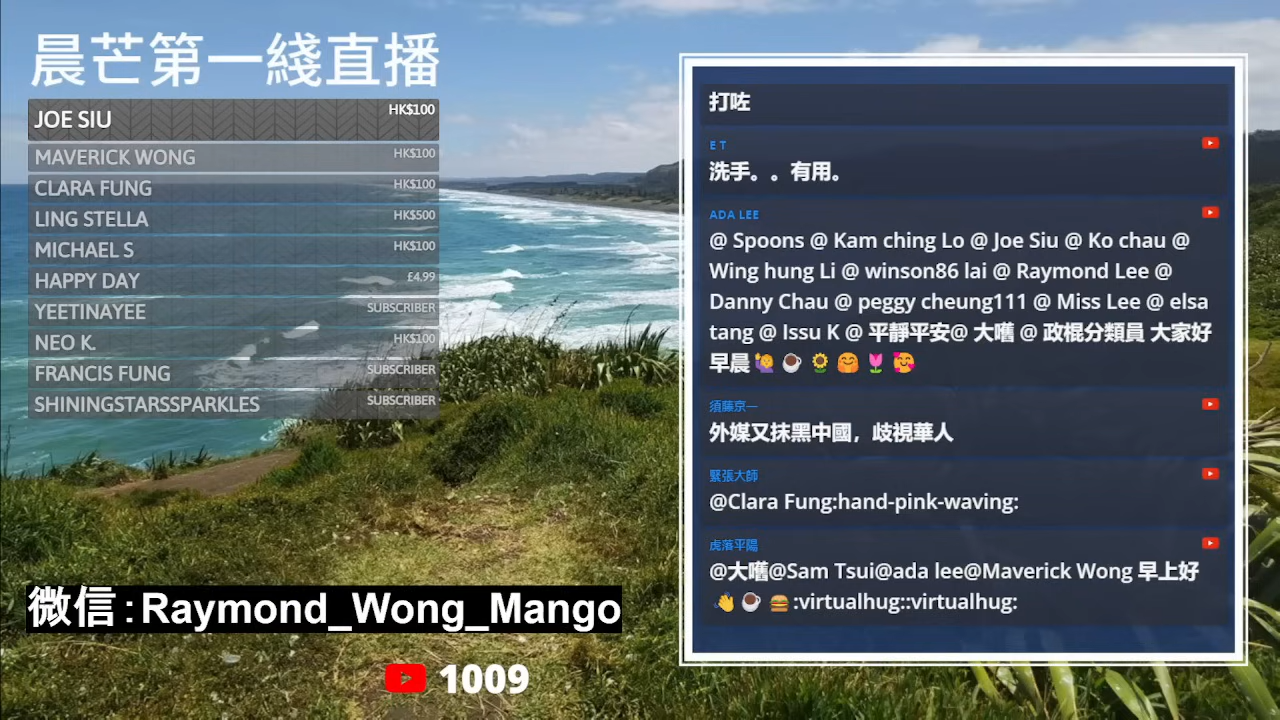 晨芒第一綫直播
JOE SIU HK$100
MAVERICK WONG HK$100
CLARA FUNG HK$100
LING STELLA HK$500
MICHAEL S HK$100
HAPPY DAY £4.99
YEETINAYEE SUBSCRIBER
NEO K. HK$100
FRANCIS FUNG SUBSCRIBER
SHININGSTARSSPARKLES SUBSCRIBER
微信:Raymond_Wong_Mango
1009
打咗
E T
洗手。。有用。
ADA LEE
@ Spoons @ Kam ching Lo @ Joe Siu @ Ko chau @
Wing hung Li @ winson86 lai @ Raymond Lee @
Danny Chau @ peggy cheung111 @ Miss Lee @ elsa
tang @ Issu K @ 平靜平安@ 大嚿 @ 政棍分類員 大家好
早晨 🙋☕🌻🤗🌷🥰
須藤京一
外媒又抹黑中國，歧視華人
緊張大師
@Clara Fung:hand-pink-waving:
虎落平陽
@大嚿@Sam Tsui@ada lee@Maverick Wong 早上好
👋☕🍔:virtualhug::virtualhug: